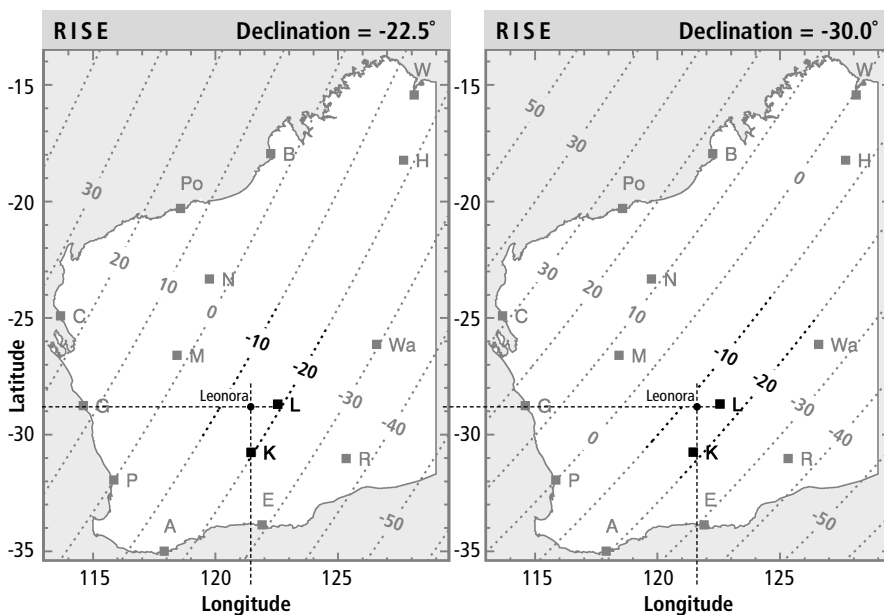 RISE Declination = -22.5˚
-15
-20
-25
-30
-35
Latitude
115 120 125
Longitude
W
B
H
Po
30
N
20
10
0
C
-10
Wa
M
-20
Leonora
L
G
-30
-40
K
R
P
E
A
-50
RISE Declination = -30.0˚
-15
-20
-25
-30
-35
115 120 125
Longitude
W
50
30
B
H
0
Po
N
30
20
10
C
-10
Wa
M
-20
Leonora
L
G
-30
0
-40
K
R
P
E
A
-50